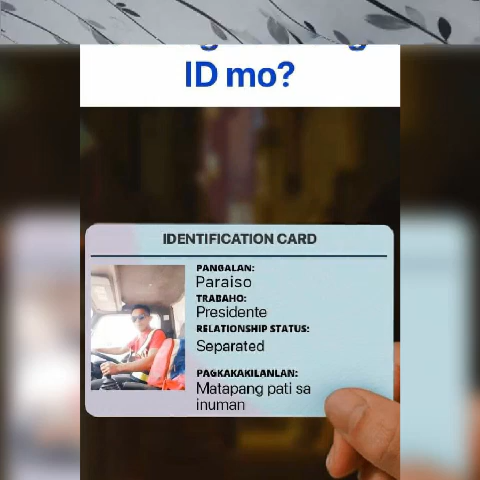 ID mo?
IDENTIFICATION CARD
PANGALAN:
Paraiso
TRABAHO:
Presidente
RELATIONSHIP STATUS:
Separated
PAGKAKAKILANLAN:
Matapang pati sa
inuman